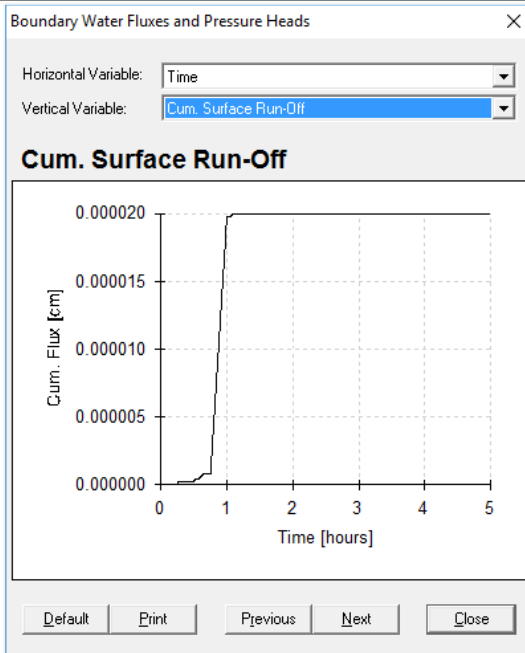 Boundary Water Fluxes and Pressure Heads
Horizontal Variable: Time
Vertical Variable: Cum. Surface Run-Off
Cum. Surface Run-Off
0.000020
0.000015
0.000010
0.000005
0.000000
Cum. Flux [cm]
0 1 2 3 4 5
Time [hours]
Default Print Previous Next Close